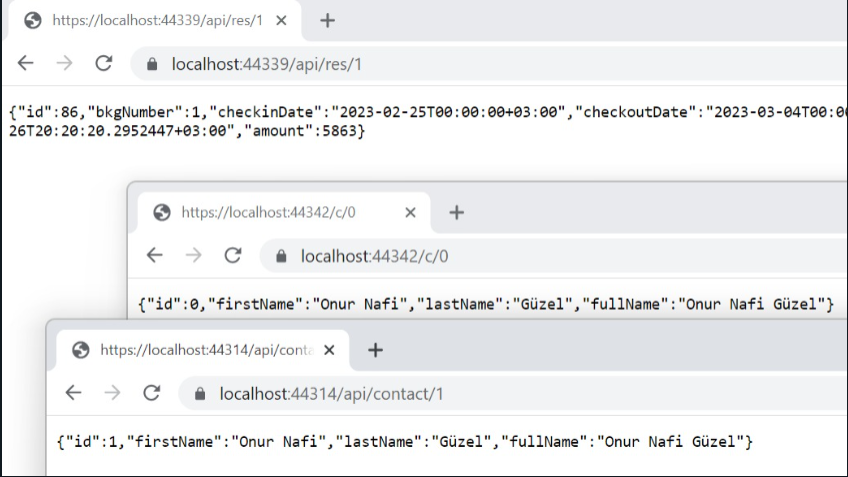 https://localhost:44339/api/res/1
localhost:44339/api/res/1
{"id":86,"bkgNumber":1,"checkinDate":"2023-02-25T00:00:00+03:00","checkoutDate":"2023-03-04T00:00
26T20:20:20.2952447+03:00","amount":5863}
https://localhost:44342/c/0
localhost:44342/c/0
{"id":0,"firstName":"Onur Nafi","lastName":"Güzel","fullName":"Onur Nafi Güzel"}
https://localhost:44314/api/conta
localhost:44314/api/contact/1
{"id":1,"firstName":"Onur Nafi","lastName":"Güzel","fullName":"Onur Nafi Güzel"}